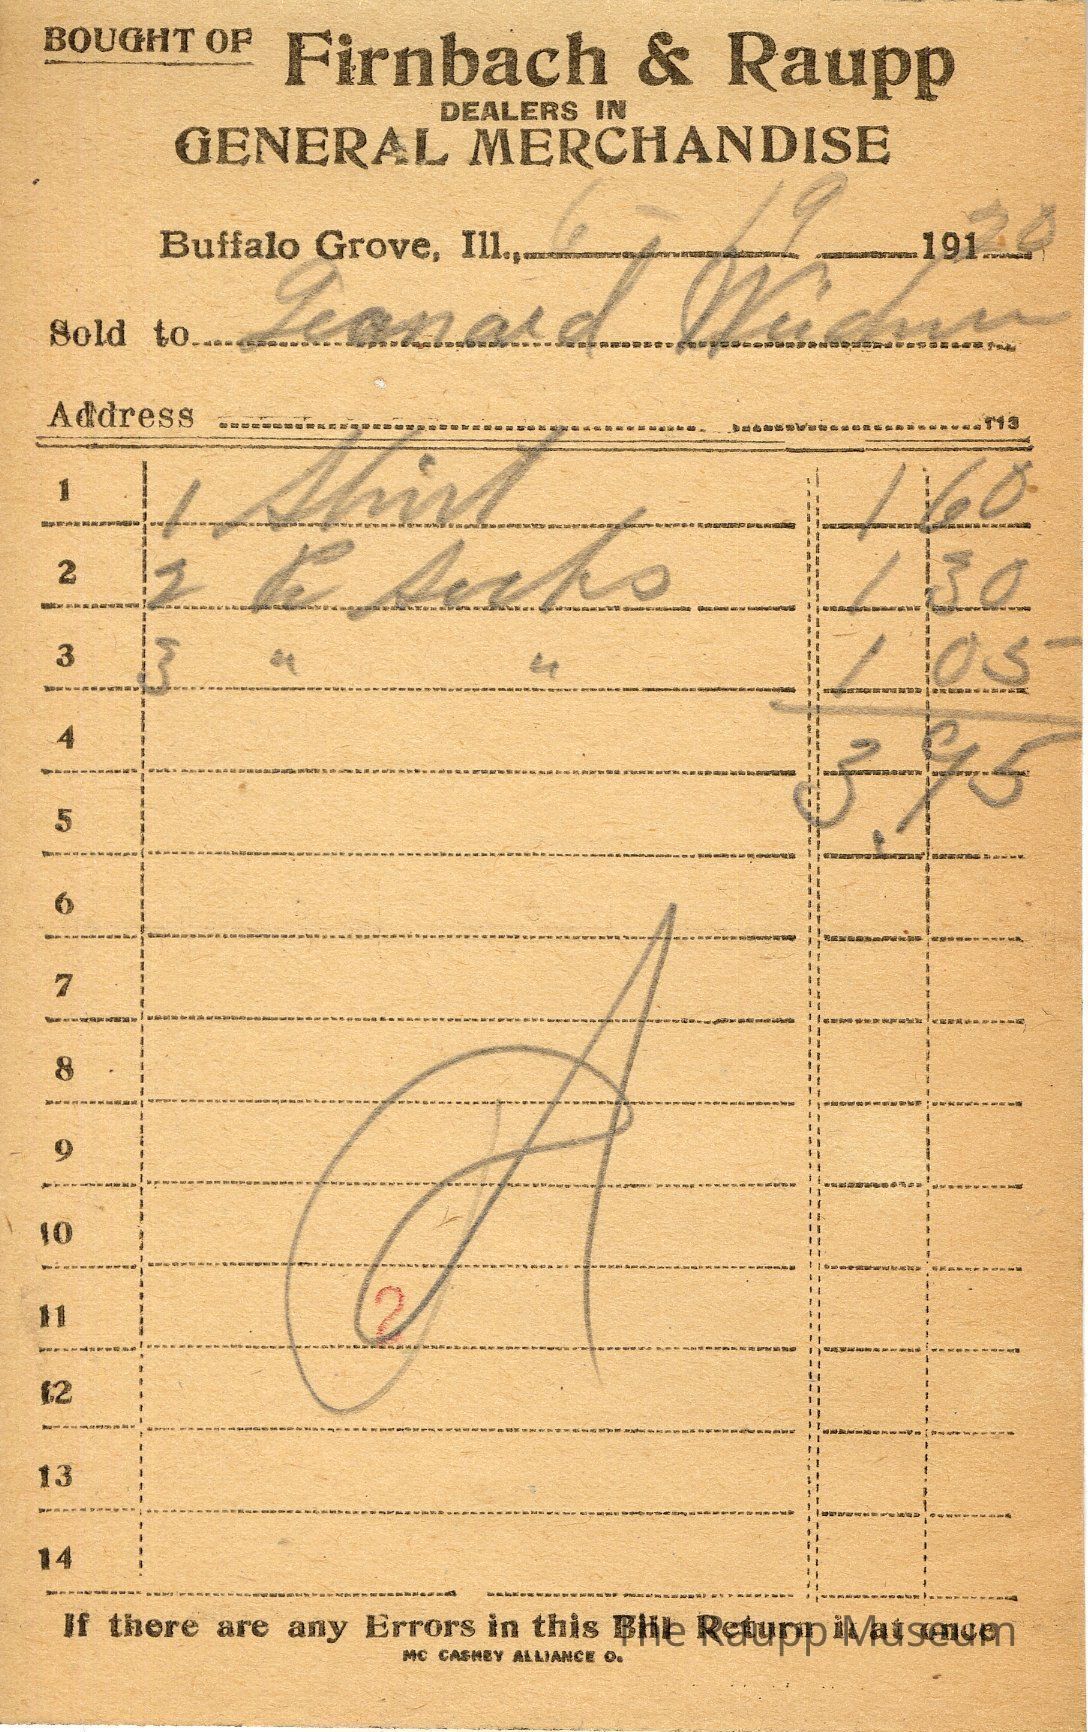 BOUGHT OF Firnbach & Raupp
DEALERS IN
GENERAL MERCHANDISE
Buffalo Grove, Ill., 6-19 191 20
Sold to Leonard
Address 713
1 1 Shirt 1 60
2 2 socks 1 30
3 3 " " 1 05
4 3.95
5
6
7
8
9
10
11 2
12
13
14
If there are any Errors in this Bill Return it at once
MC CASKEY ALLIANCE O.
The Raupp Museum